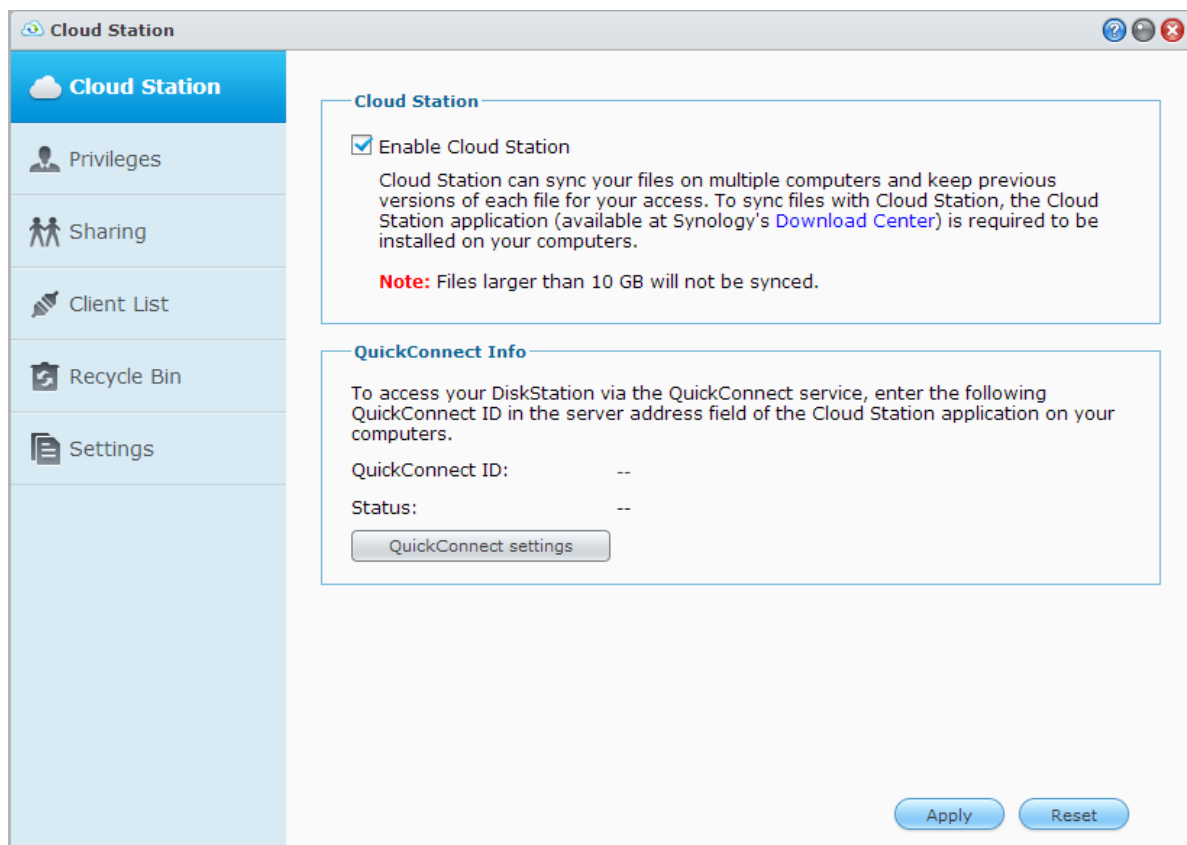 Cloud Station
Cloud Station
Privileges
Sharing
Client List
Recycle Bin
Settings
Cloud Station
Enable Cloud Station
Cloud Station can sync your files on multiple computers and keep previous
versions of each file for your access. To sync files with Cloud Station, the Cloud
Station application (available at Synology's Download Center) is required to be
installed on your computers.
Note: Files larger than 10 GB will not be synced.
QuickConnect Info
To access your DiskStation via the QuickConnect service, enter the following
QuickConnect ID in the server address field of the Cloud Station application on your
computers.
QuickConnect ID: --
Status: --
QuickConnect settings
Apply Reset